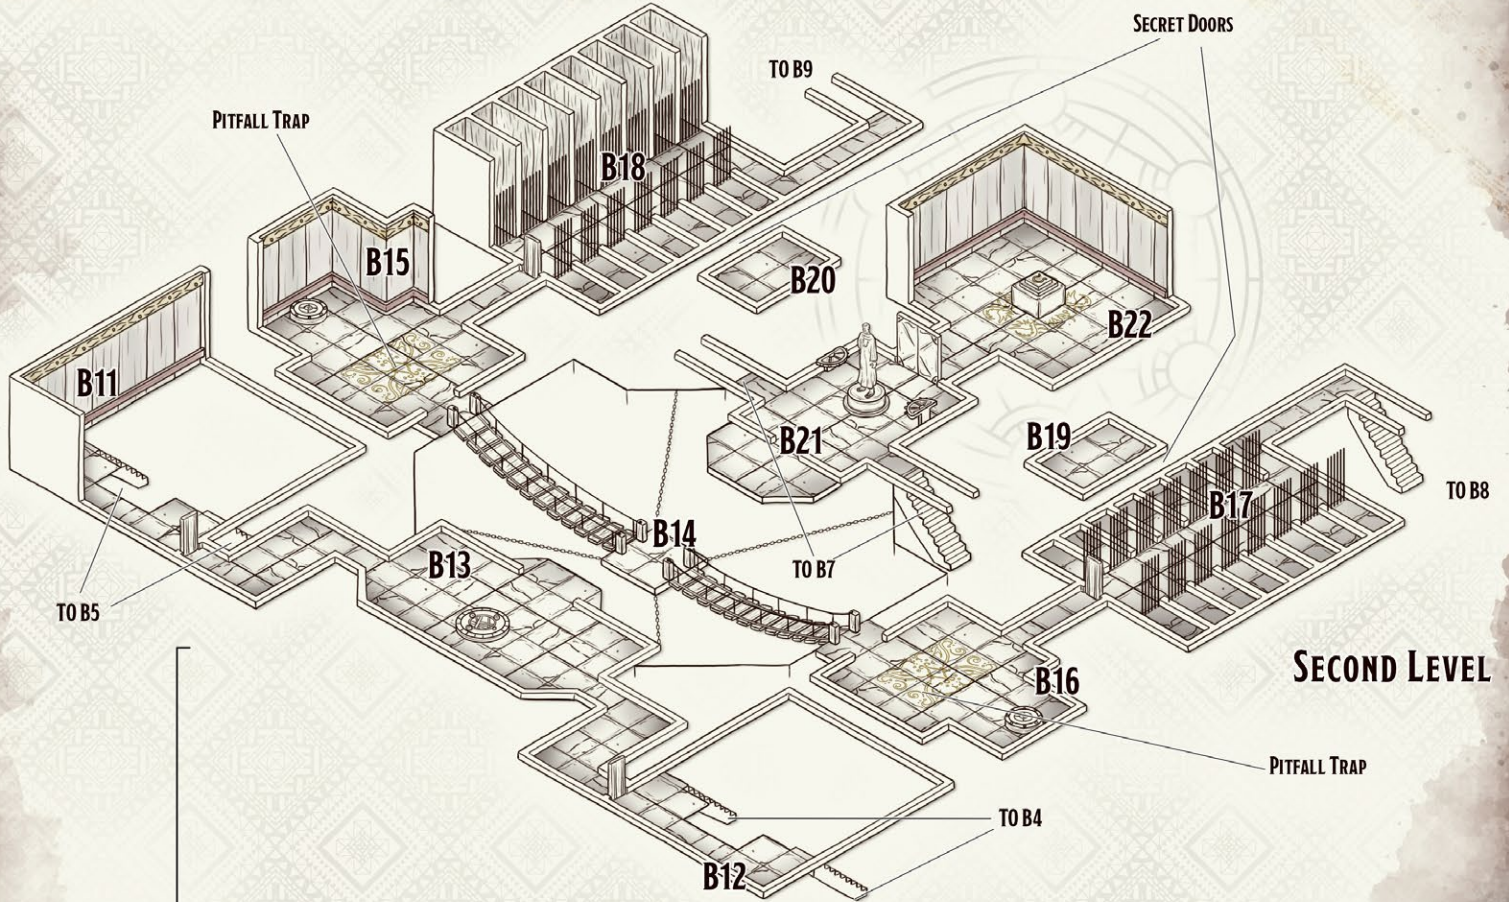 SECRET DOORS
TO B9
PITFALL TRAP
B18
B15
B20
B22
B11
B21
B19
B17
TO B8
B14
B13
TO B7
TO B5
SECOND LEVEL
B16
PITFALL TRAP
TO B4
B12